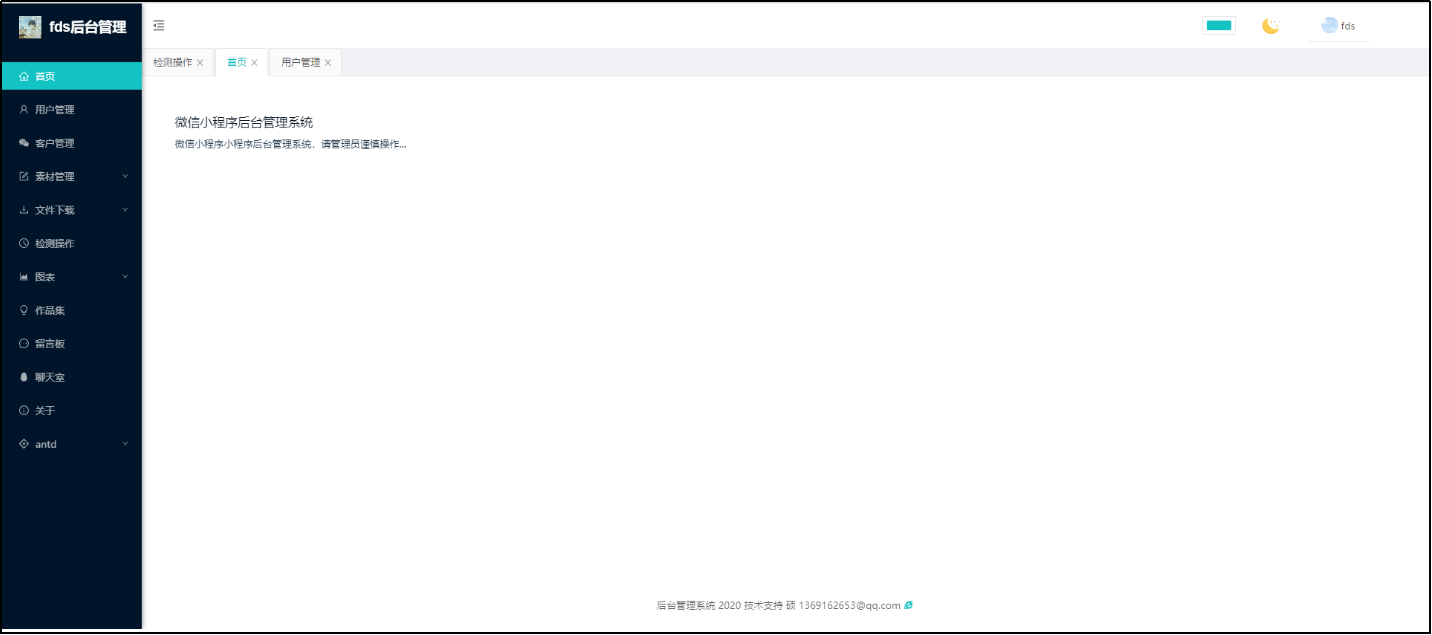 fds后台管理
fds
检测操作 首页 用户管理
首页
用户管理
客户管理
素材管理
文件下载
检测操作
图表
作品集
留言板
聊天室
关于
antd
微信小程序后台管理系统
微信小程序小程序后台管理系统，请管理员谨慎操作...
后台管理系统 2020 技术支持 硕 1369162653@qq.com